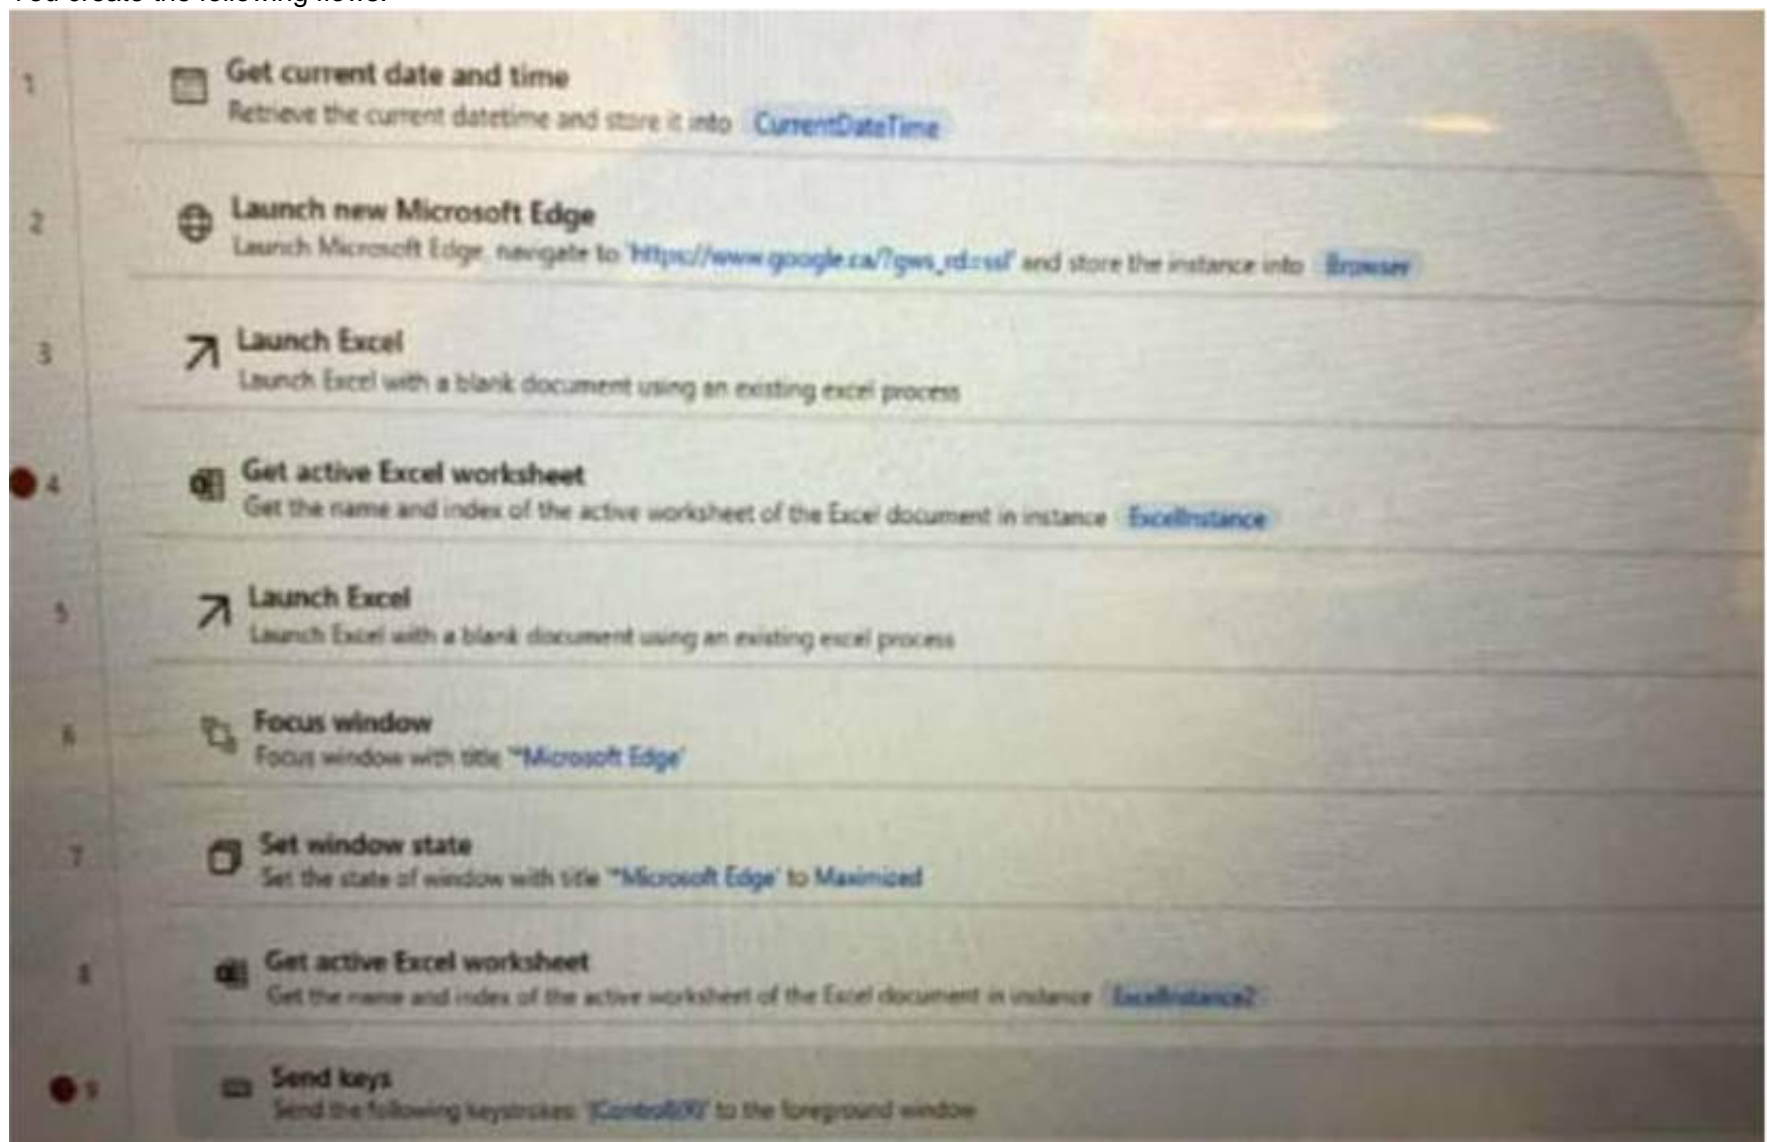 You create the following flows:
1
Get current date and time
Retrieve the current datetime and store it into CurrentDateTime
2
Launch new Microsoft Edge
Launch Microsoft Edge, navigate to 'https://www.google.ca/?gws_rd=ssl' and store the instance into Browser
3
Launch Excel
Launch Excel with a blank document using an existing excel process
4
Get active Excel worksheet
Get the name and index of the active worksheet of the Excel document in instance ExcelInstance
5
Launch Excel
Launch Excel with a blank document using an existing excel process
6
Focus window
Focus window with title '*Microsoft Edge'
7
Set window state
Set the state of window with title '*Microsoft Edge' to Maximized
8
Get active Excel worksheet
Get the name and index of the active worksheet of the Excel document in instance ExcelInstance2
9
Send keys
Send the following keystrokes: to the foreground window